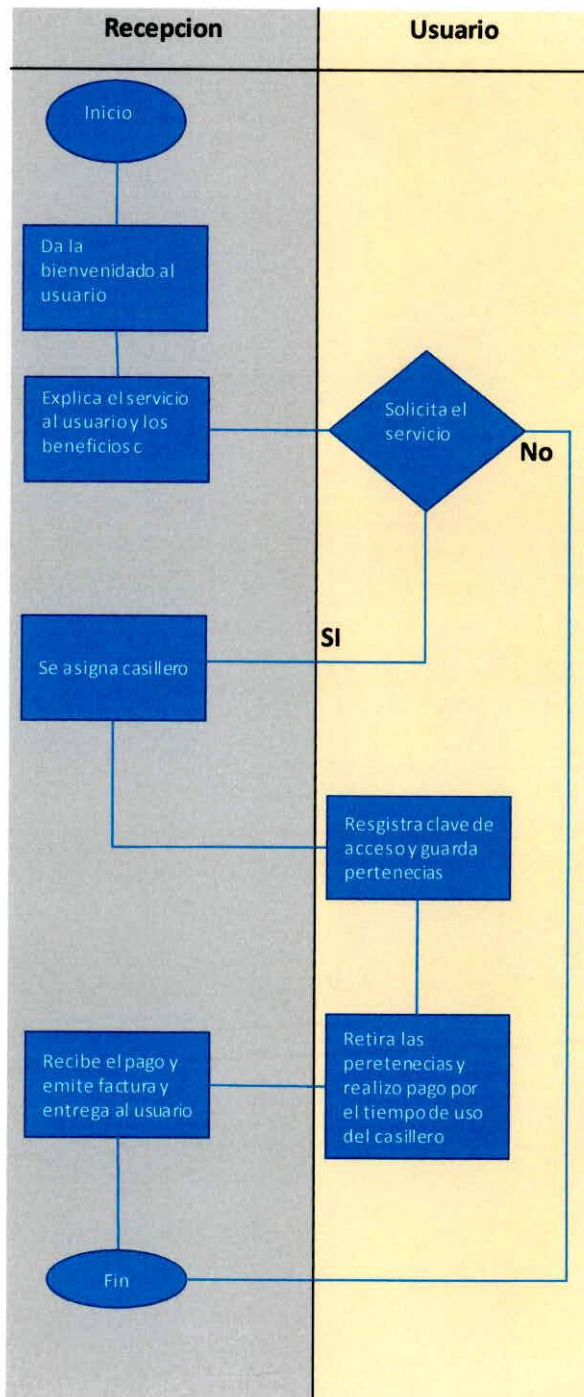 Recepcion
Usuario
Inicio
Da la
bienvenidado al
usuario
Explica el servicio
al usuario y los
beneficios c
Solicita el
servicio
No
SI
Se asigna casillero
Resgistra clave de
acceso y guarda
pertenecias
Retira las
peretenecias y
realizo pago por
el tiempo de uso
del casillero
Recibe el pago y
emite factura y
entrega al usuario
Fin